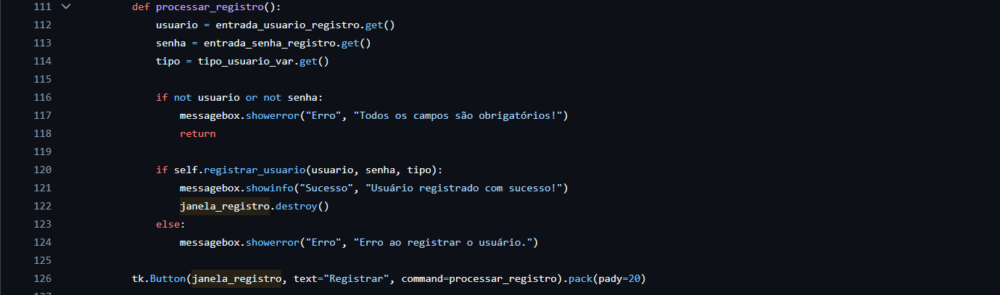 111 def processar_registro():
112 usuario = entrada_usuario_registro.get()
113 senha = entrada_senha_registro.get()
114 tipo = tipo_usuario_var.get()
115
116 if not usuario or not senha:
117 messagebox.showerror("Erro", "Todos os campos são obrigatórios!")
118 return
119
120 if self.registrar_usuario(usuario, senha, tipo):
121 messagebox.showinfo("Sucesso", "Usuário registrado com sucesso!")
122 janela_registro.destroy()
123 else:
124 messagebox.showerror("Erro", "Erro ao registrar o usuário.")
125
126 tk.Button(janela_registro, text="Registrar", command=processar_registro).pack(pady=20)